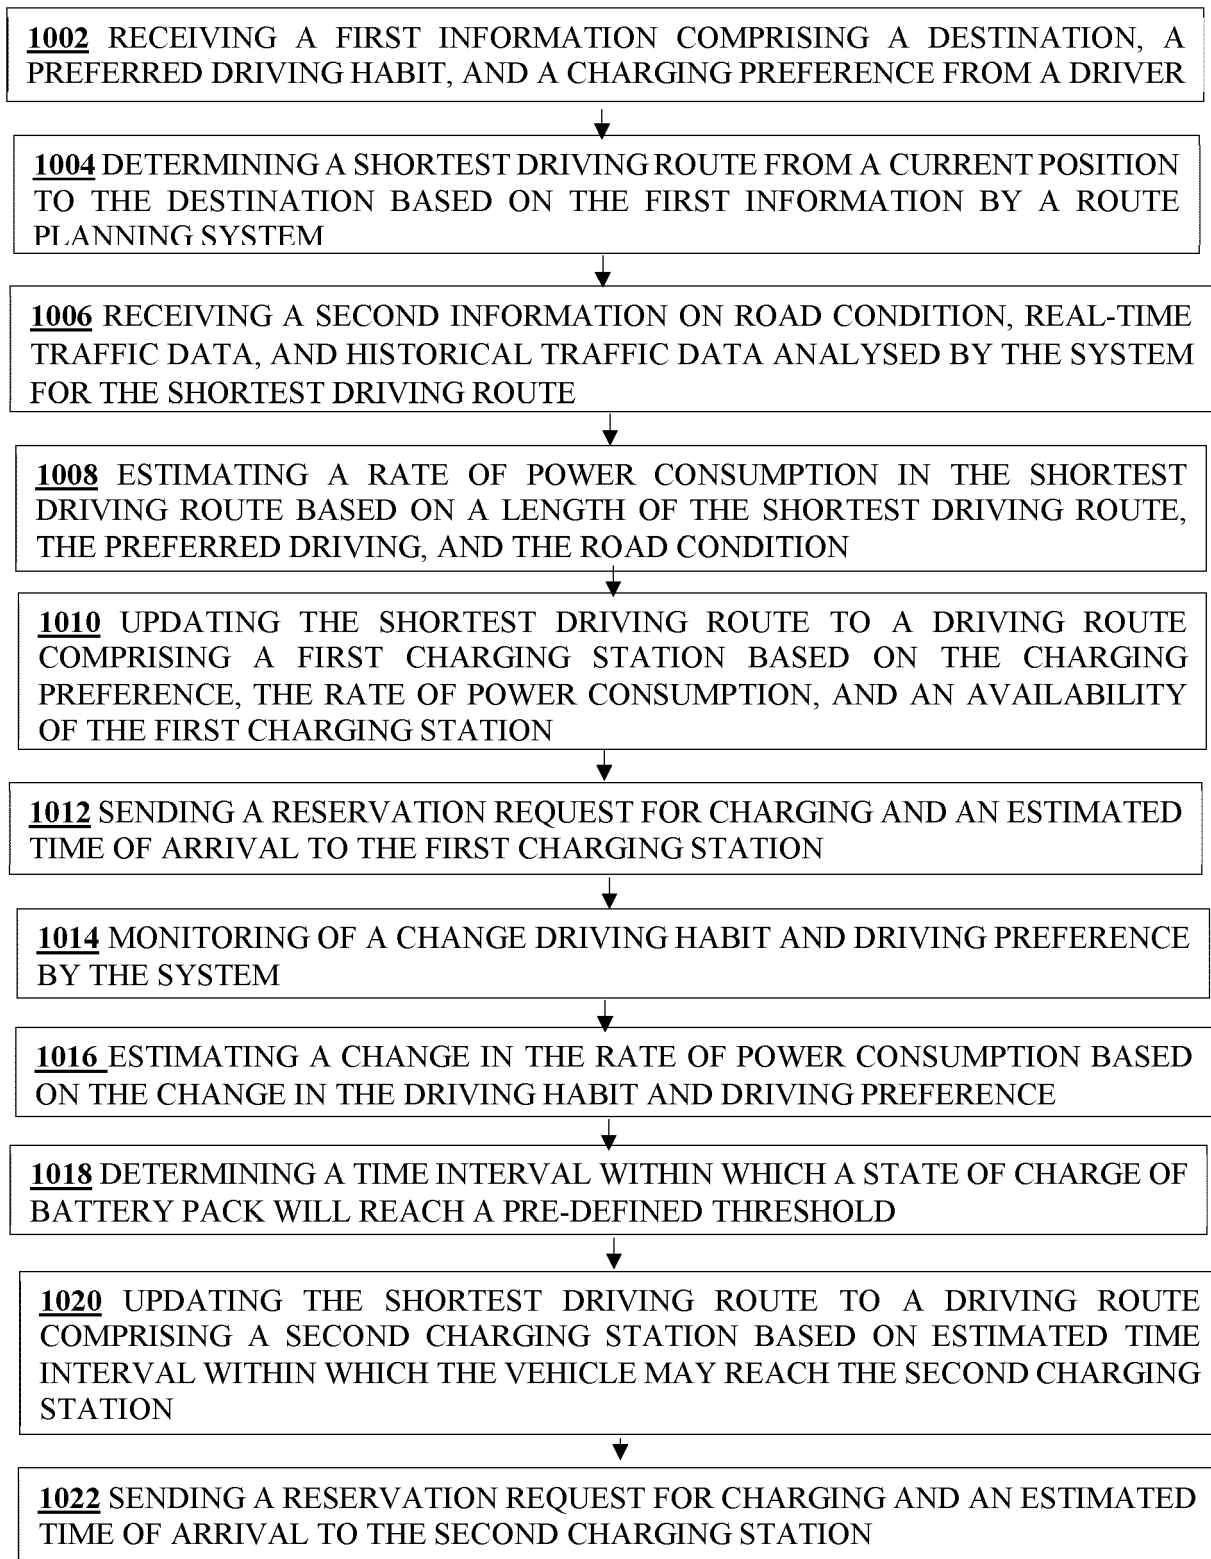 1002 RECEIVING A FIRST INFORMATION COMPRISING A DESTINATION, A
PREFERRED DRIVING HABIT, AND A CHARGING PREFERENCE FROM A DRIVER
1004 DETERMINING A SHORTEST DRIVING ROUTE FROM A CURRENT POSITION
TO THE DESTINATION BASED ON THE FIRST INFORMATION BY A ROUTE
PLANNING SYSTEM
1006 RECEIVING A SECOND INFORMATION ON ROAD CONDITION, REAL-TIME
TRAFFIC DATA, AND HISTORICAL TRAFFIC DATA ANALYSED BY THE SYSTEM
FOR THE SHORTEST DRIVING ROUTE
1008 ESTIMATING A RATE OF POWER CONSUMPTION IN THE SHORTEST
DRIVING ROUTE BASED ON A LENGTH OF THE SHORTEST DRIVING ROUTE,
THE PREFERRED DRIVING, AND THE ROAD CONDITION
1010 UPDATING THE SHORTEST DRIVING ROUTE TO A DRIVING ROUTE
COMPRISING A FIRST CHARGING STATION BASED ON THE CHARGING
PREFERENCE, THE RATE OF POWER CONSUMPTION, AND AN AVAILABILITY
OF THE FIRST CHARGING STATION
1012 SENDING A RESERVATION REQUEST FOR CHARGING AND AN ESTIMATED
TIME OF ARRIVAL TO THE FIRST CHARGING STATION
1014 MONITORING OF A CHANGE DRIVING HABIT AND DRIVING PREFERENCE
BY THE SYSTEM
1016 ESTIMATING A CHANGE IN THE RATE OF POWER CONSUMPTION BASED
ON THE CHANGE IN THE DRIVING HABIT AND DRIVING PREFERENCE
1018 DETERMINING A TIME INTERVAL WITHIN WHICH A STATE OF CHARGE OF
BATTERY PACK WILL REACH A PRE-DEFINED THRESHOLD
1020 UPDATING THE SHORTEST DRIVING ROUTE TO A DRIVING ROUTE
COMPRISING A SECOND CHARGING STATION BASED ON ESTIMATED TIME
INTERVAL WITHIN WHICH THE VEHICLE MAY REACH THE SECOND CHARGING
STATION
1022 SENDING A RESERVATION REQUEST FOR CHARGING AND AN ESTIMATED
TIME OF ARRIVAL TO THE SECOND CHARGING STATION